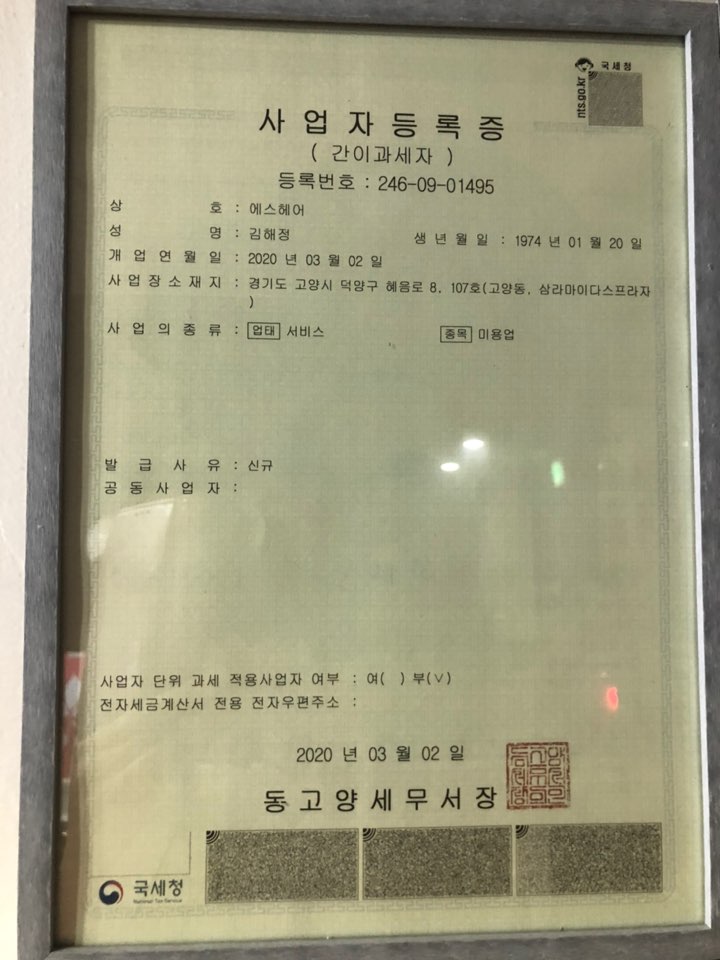 국세청
nts.go.kr
사업자등록증
( 간이과세자 )
등록번호 : 246-09-01495
상 호 : 에스헤어
성 명 : 김해정 생 년 월 일 : 1974 년 01 월 20 일
개 업 연 월 일 : 2020 년 03 월 02 일
사 업 장 소 재 지 : 경기도 고양시 덕양구 혜음로 8, 107호(고양동, 삼라마이다스프라자
)
사 업 의 종 류 : 업태 서비스 종목 미용업
발 급 사 유 : 신규
공 동 사 업 자 :
사업자 단위 과세 적용사업자 여부 : 여( ) 부(∨)
전자세금계산서 전용 전자우편주소 :
2020 년 03 월 02 일
동고양세무서장
국세청
National Tax Service